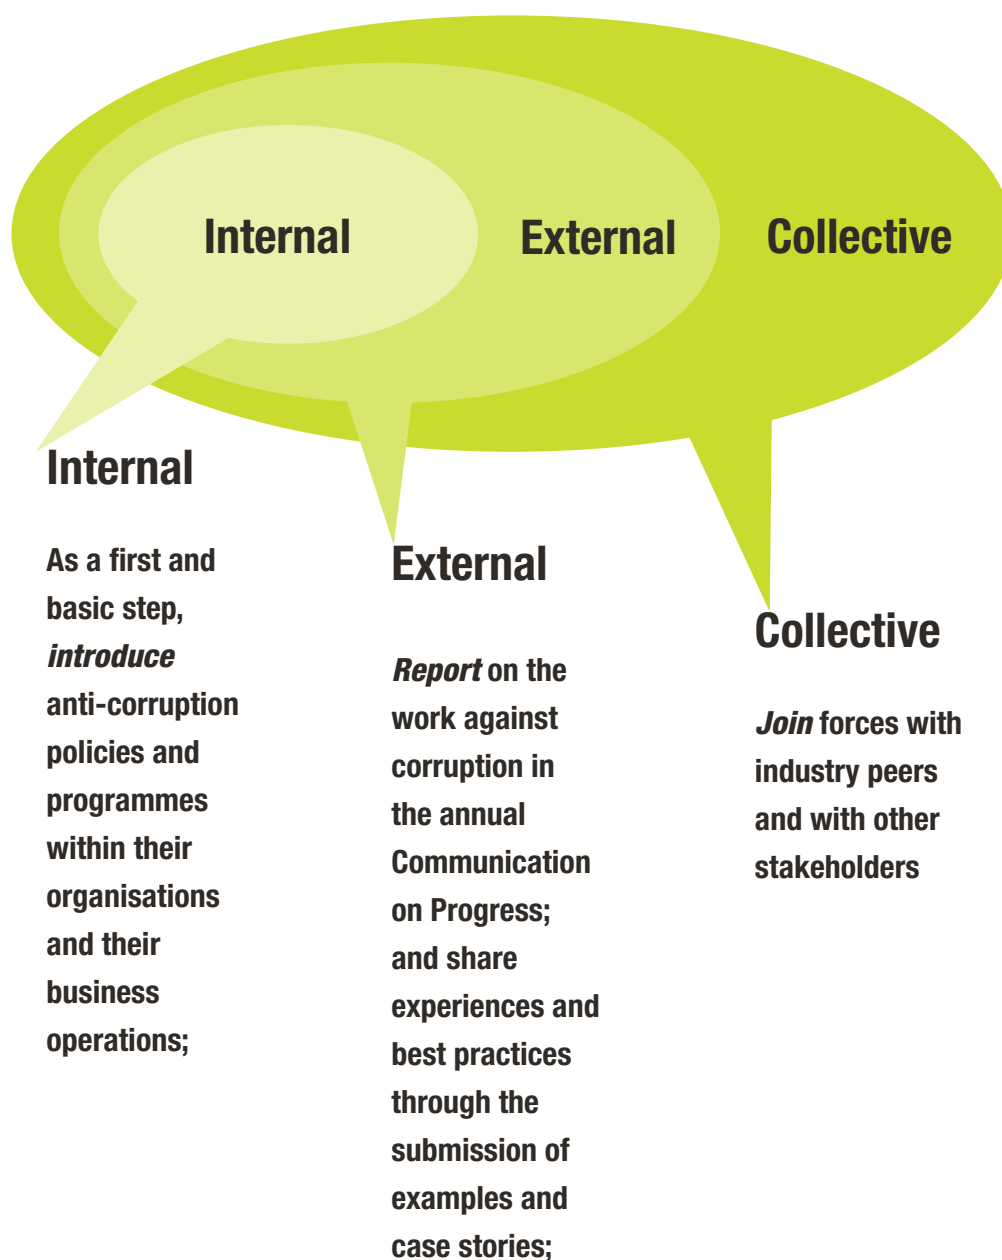 Internal
External
Collective
Internal
As a first and
basic step,
introduce
anti-corruption
policies and
programmes
within their
organisations
and their
business
operations;
External
Report on the
work against
corruption in
the annual
Communication
on Progress;
and share
experiences and
best practices
through the
submission of
examples and
case stories;
Collective
Join forces with
industry peers
and with other
stakeholders